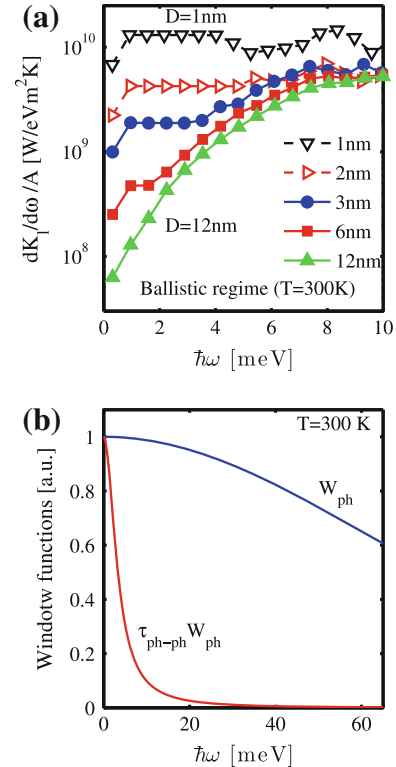 (a)
D=1nm
10^10
10^9
10^8
dK_l/dω/A [W/eVm^2K]
1nm
2nm
3nm
6nm
12nm
D=12nm
Ballistic regime (T=300K)
0 2 4 6 8 10
ℏω [meV]
(b)
T=300 K
1
0.8
0.6
0.4
0.2
0
Windotw functions [a.u.]
W_ph
τ_ph−ph W_ph
0 20 40 60
ℏω [meV]